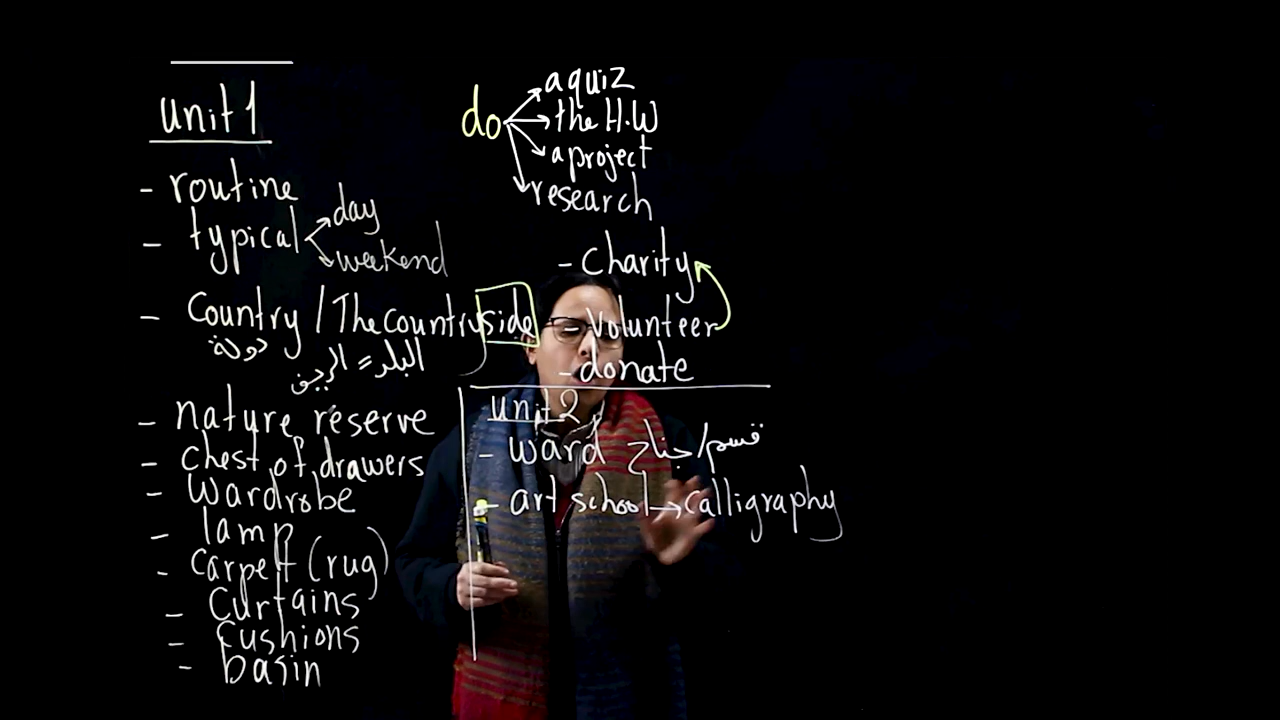 unit 1
- routine
- typical day
weekend
- Country / The countryside
دولة
البلد = الريف
- nature reserve
- chest of drawers
- wardrobe
- lamp
- carpet (rug)
- curtains
- cushions
- basin
do a quiz
the H.W
a project
research
- charity
- Volunteer
- donate
unit 2
- ward قسم / جناح
- art school → calligraphy